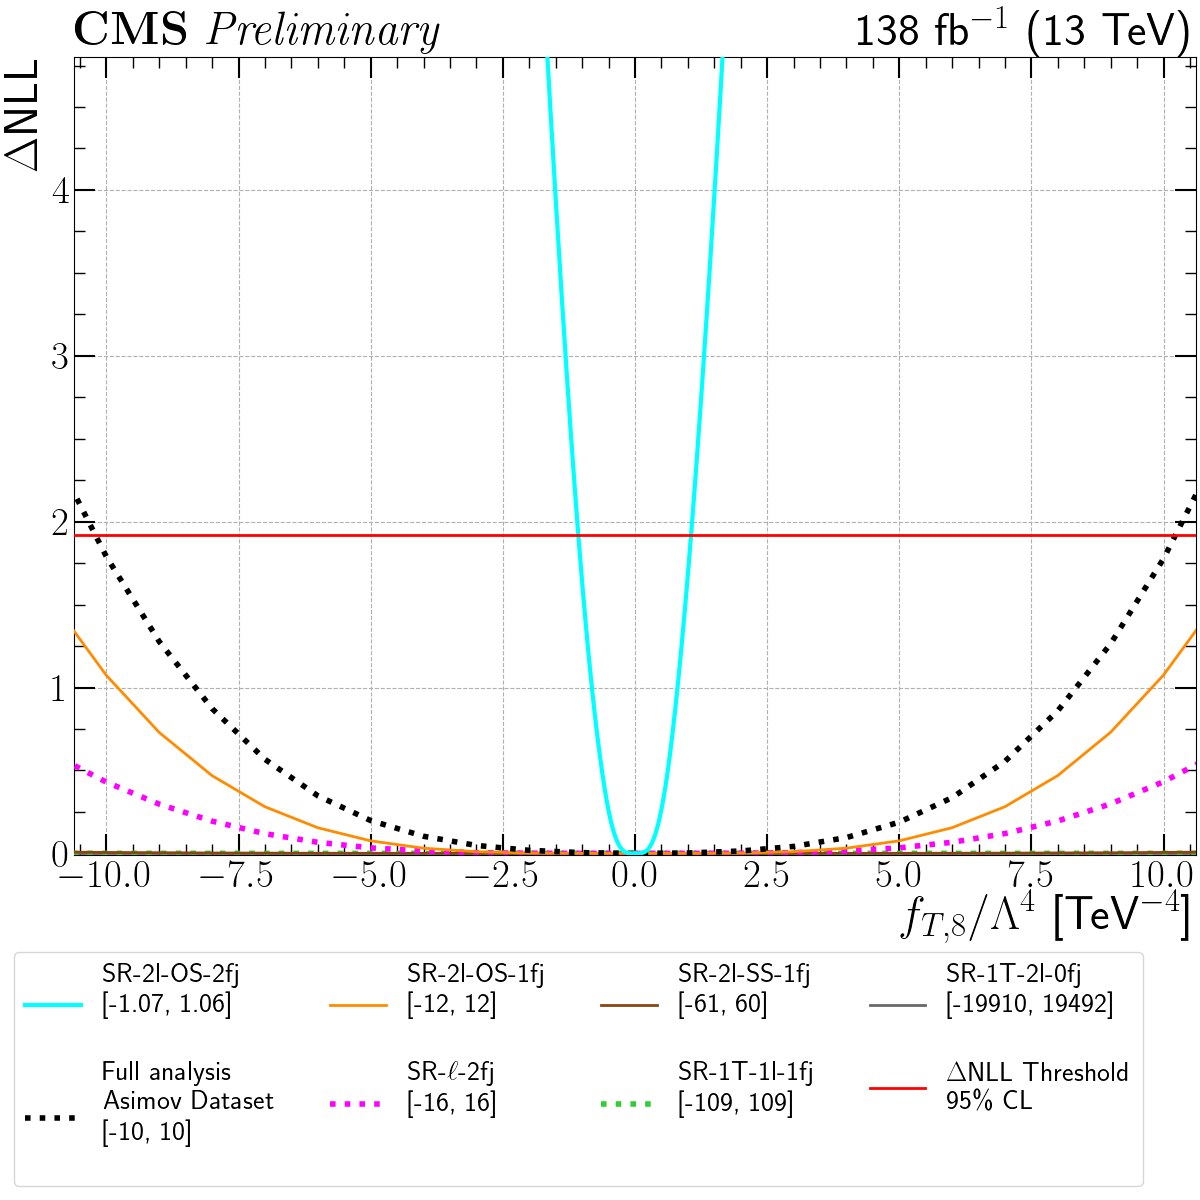 CMS Preliminary 138 fb⁻¹ (13 TeV)
ΔNLL
4
3
2
1
0
−10.0 −7.5 −5.0 −2.5 0.0 2.5 5.0 7.5 10.0
f_{T,8}/Λ⁴ [TeV⁻⁴]
SR-2l-OS-2fj
[-1.07, 1.06]
SR-2l-OS-1fj
[-12, 12]
SR-2l-SS-1fj
[-61, 60]
SR-1T-2l-0fj
[-19910, 19492]
Full analysis
Asimov Dataset
[-10, 10]
SR-ℓ-2fj
[-16, 16]
SR-1T-1l-1fj
[-109, 109]
ΔNLL Threshold
95% CL